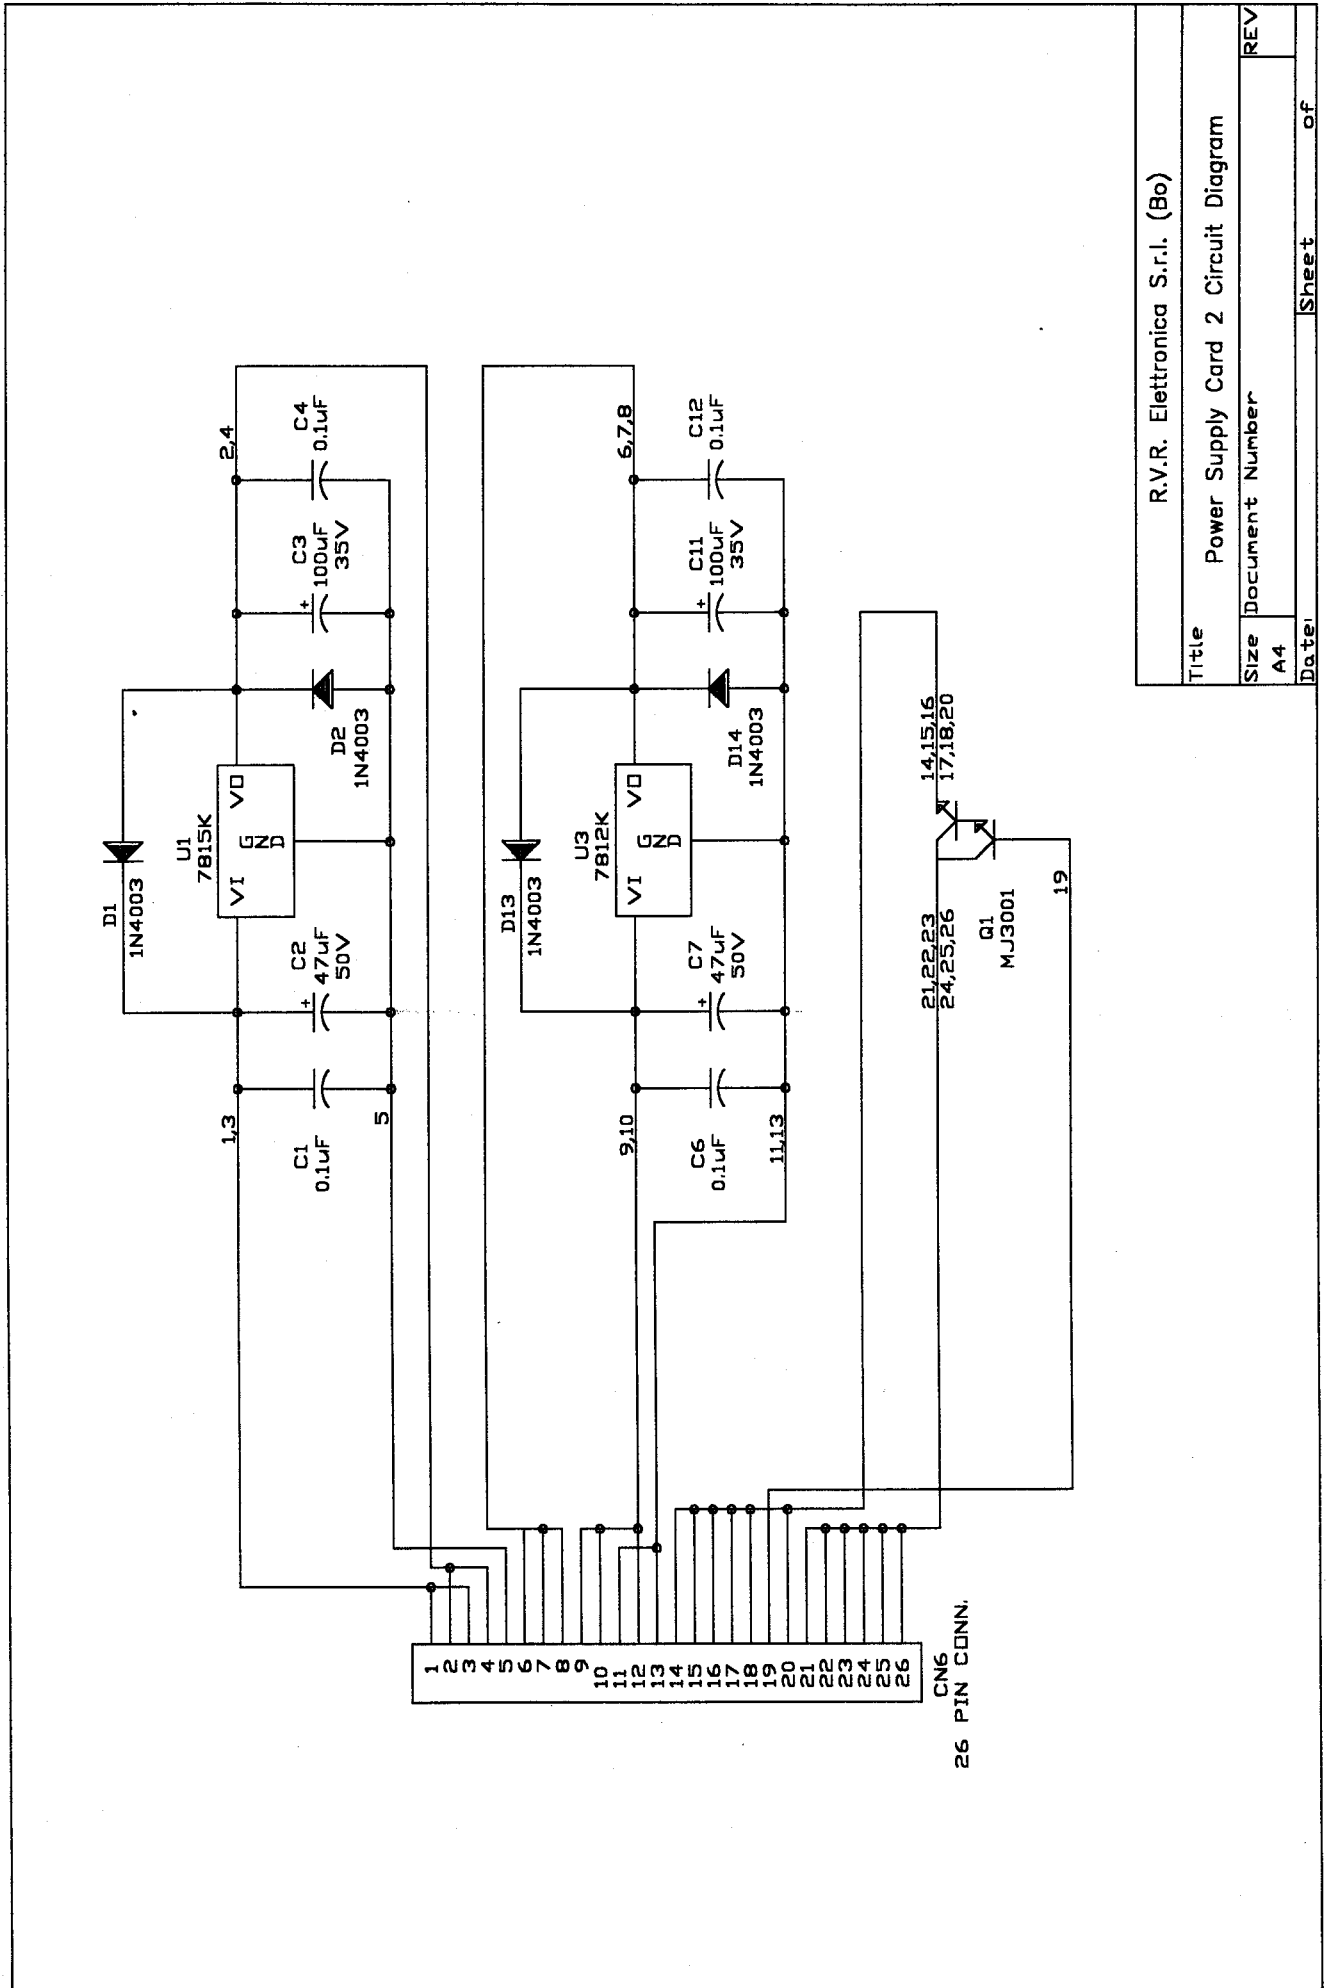 D1
1N4003
U1
7815K
VI
VO
GND
C1
0.1uF
C2
47uF
50V
D2
1N4003
C3
100uF
35V
C4
0.1uF
1,3
5
2,4
D13
1N4003
U3
7812K
VI
VO
GND
C6
0.1uF
C7
47uF
50V
D14
1N4003
C11
100uF
35V
C12
0.1uF
9,10
11,13
6,7,8
21,22,23
24,25,26
14,15,16
17,18,20
Q1
MJ3001
19
1
2
3
4
5
6
7
8
9
10
11
12
13
14
15
16
17
18
19
20
21
22
23
24
25
26
CN6
26 PIN CONN.
R.V.R. Elettronica S.r.l. (Bo)
Title
Power Supply Card 2 Circuit Diagram
Size Document Number REV
A4
Date: Sheet of